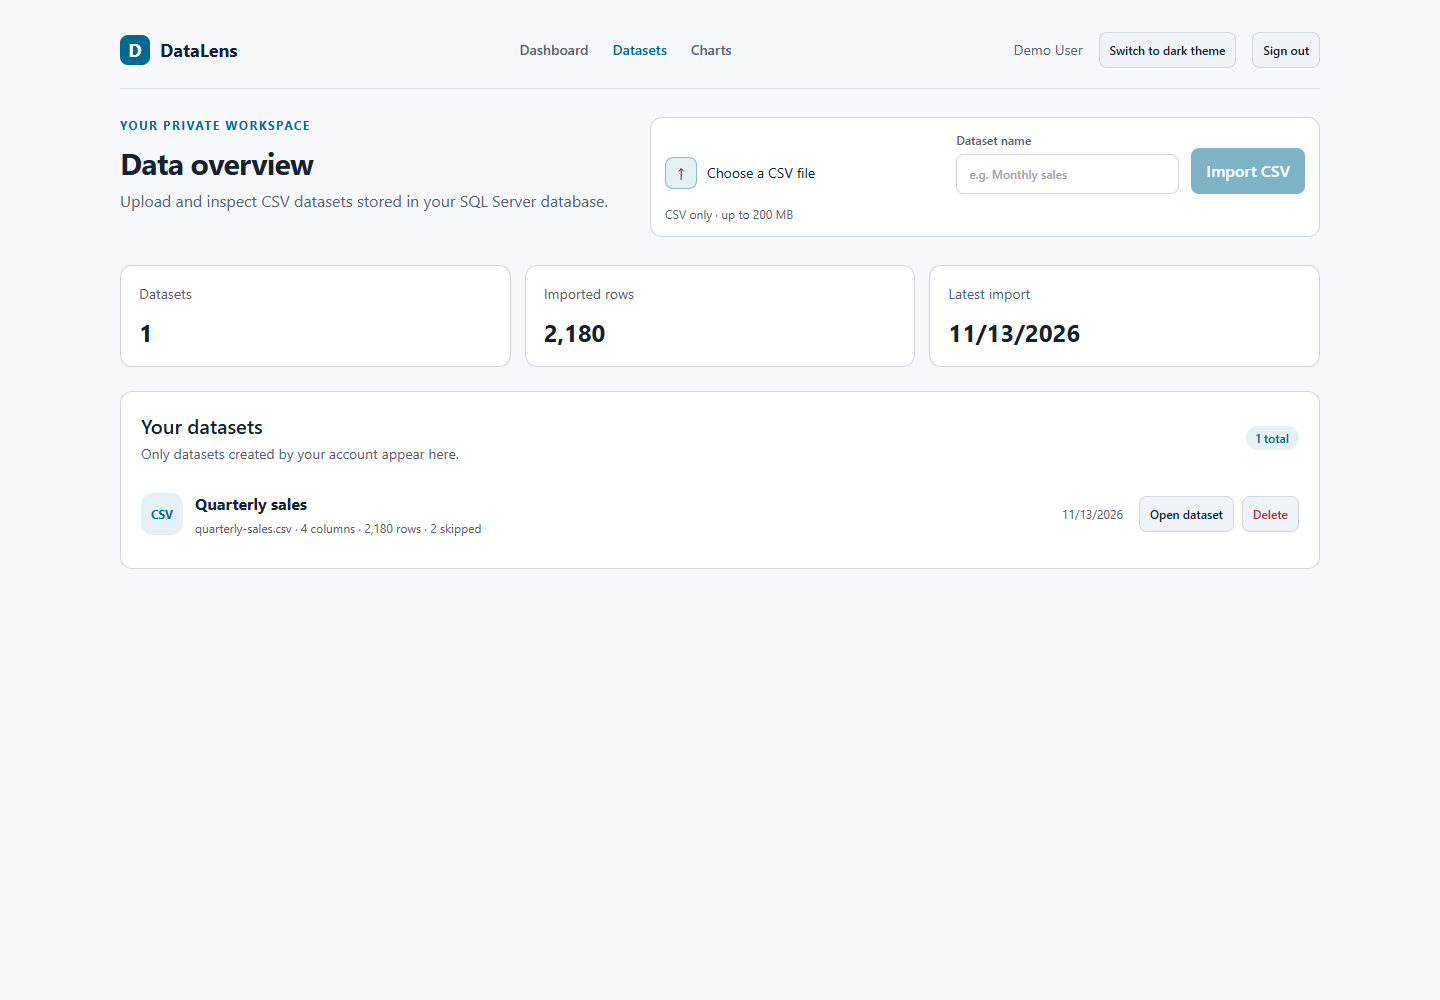 D DataLens
Dashboard Datasets Charts
Demo User Switch to dark theme Sign out
YOUR PRIVATE WORKSPACE
Data overview
Upload and inspect CSV datasets stored in your SQL Server database.
↑ Choose a CSV file
CSV only · up to 200 MB
Dataset name
e.g. Monthly sales
Import CSV
Datasets
1
Imported rows
2,180
Latest import
11/13/2026
Your datasets
Only datasets created by your account appear here.
1 total
CSV
Quarterly sales
quarterly-sales.csv · 4 columns · 2,180 rows · 2 skipped
11/13/2026 Open dataset Delete